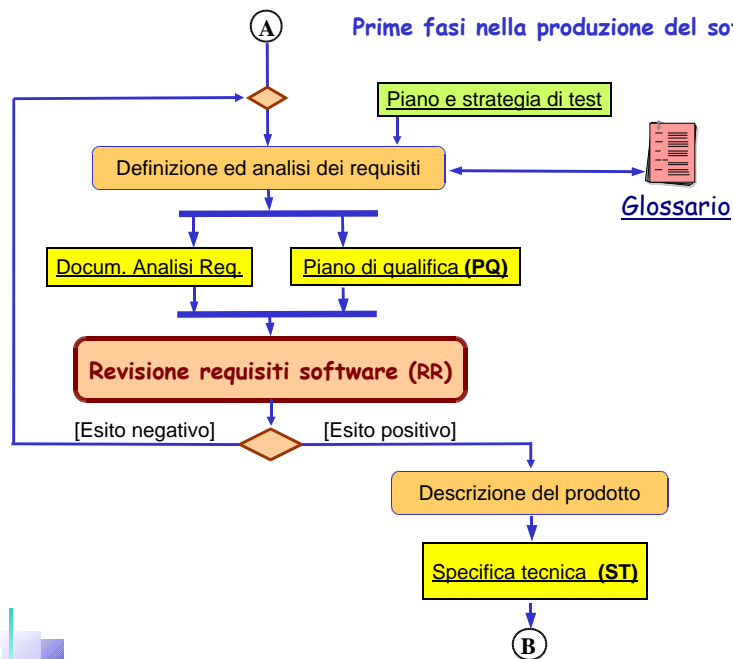 A
Prime fasi nella produzione del
Piano e strategia di test
Definizione ed analisi dei requisiti
Glossario
Docum. Analisi Req.
Piano di qualifica (PQ)
Revisione requisiti software (RR)
[Esito negativo]
[Esito positivo]
Descrizione del prodotto
Specifica tecnica (ST)
B